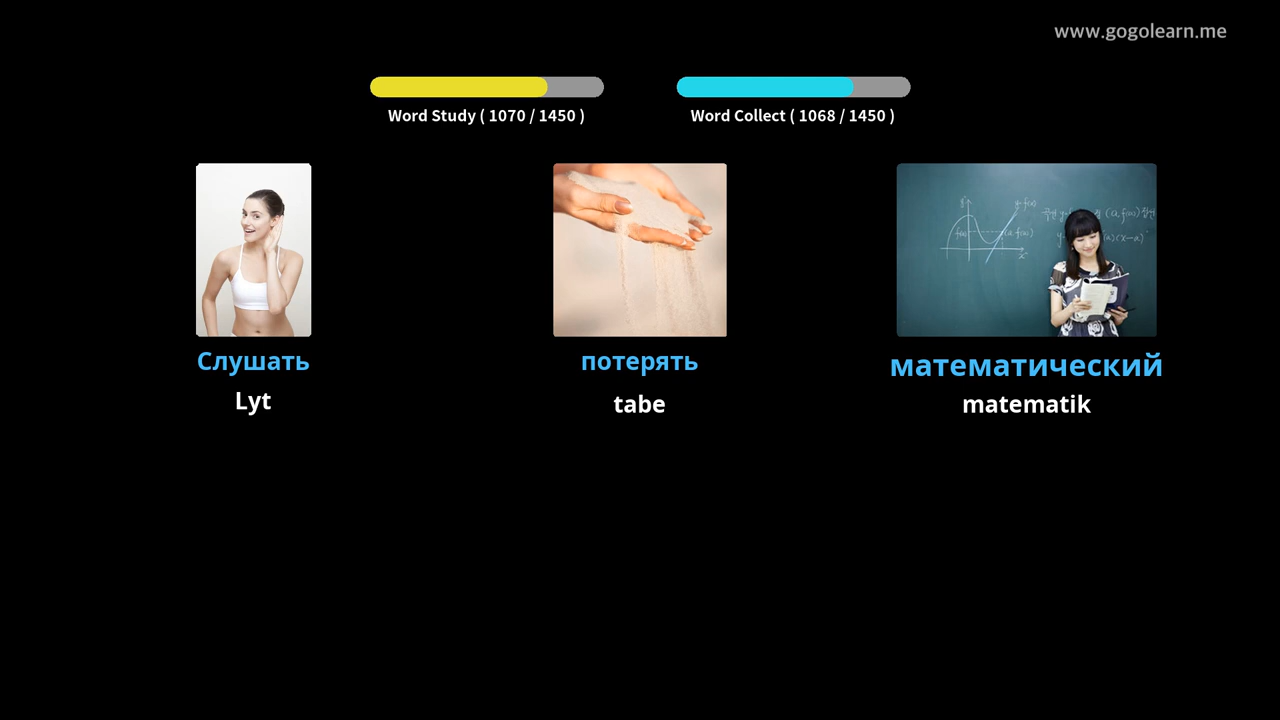 www.gogolearn.me
Word Study ( 1070 / 1450 )
Word Collect ( 1068 / 1450 )
Слушать
потерять
математический
Lyt
tabe
matematik